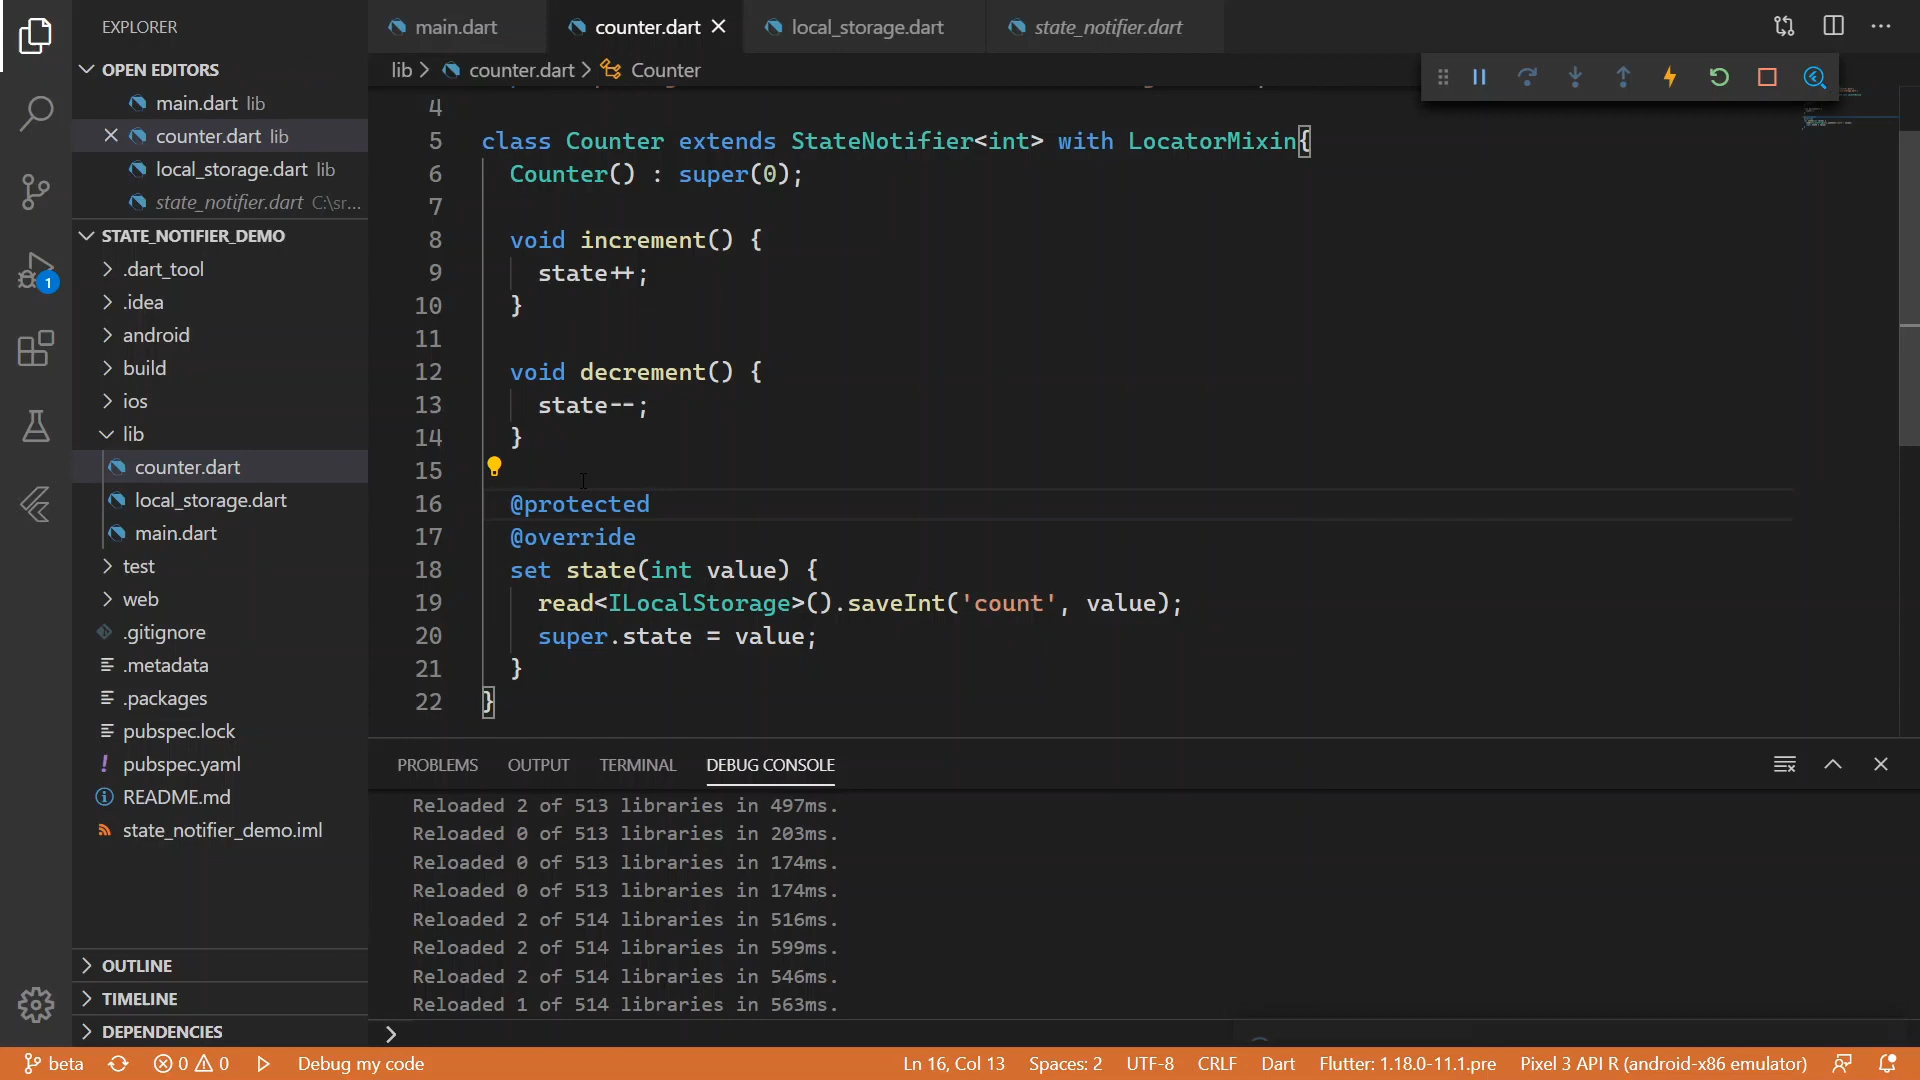 EXPLORER
OPEN EDITORS
main.dart lib
counter.dart lib
local_storage.dart lib
state_notifier.dart C:\sr...
STATE_NOTIFIER_DEMO
.dart_tool
.idea
android
build
ios
lib
counter.dart
local_storage.dart
main.dart
test
web
.gitignore
.metadata
.packages
pubspec.lock
! pubspec.yaml
README.md
state_notifier_demo.iml
OUTLINE
TIMELINE
DEPENDENCIES
1
main.dart counter.dart local_storage.dart state_notifier.dart
lib > counter.dart > Counter
4
5 class Counter extends StateNotifier<int> with LocatorMixin{
6 Counter() : super(0);
7
8 void increment() {
9 state++;
10 }
11
12 void decrement() {
13 state--;
14 }
15
16 @protected
17 @override
18 set state(int value) {
19 read<ILocalStorage>().saveInt('count', value);
20 super.state = value;
21 }
22 }
PROBLEMS OUTPUT TERMINAL DEBUG CONSOLE
Reloaded 2 of 513 libraries in 497ms.
Reloaded 0 of 513 libraries in 203ms.
Reloaded 0 of 513 libraries in 174ms.
Reloaded 0 of 513 libraries in 174ms.
Reloaded 2 of 514 libraries in 516ms.
Reloaded 2 of 514 libraries in 599ms.
Reloaded 2 of 514 libraries in 546ms.
Reloaded 1 of 514 libraries in 563ms.
beta 0 0 Debug my code Ln 16, Col 13 Spaces: 2 UTF-8 CRLF Dart Flutter: 1.18.0-11.1.pre Pixel 3 API R (android-x86 emulator)